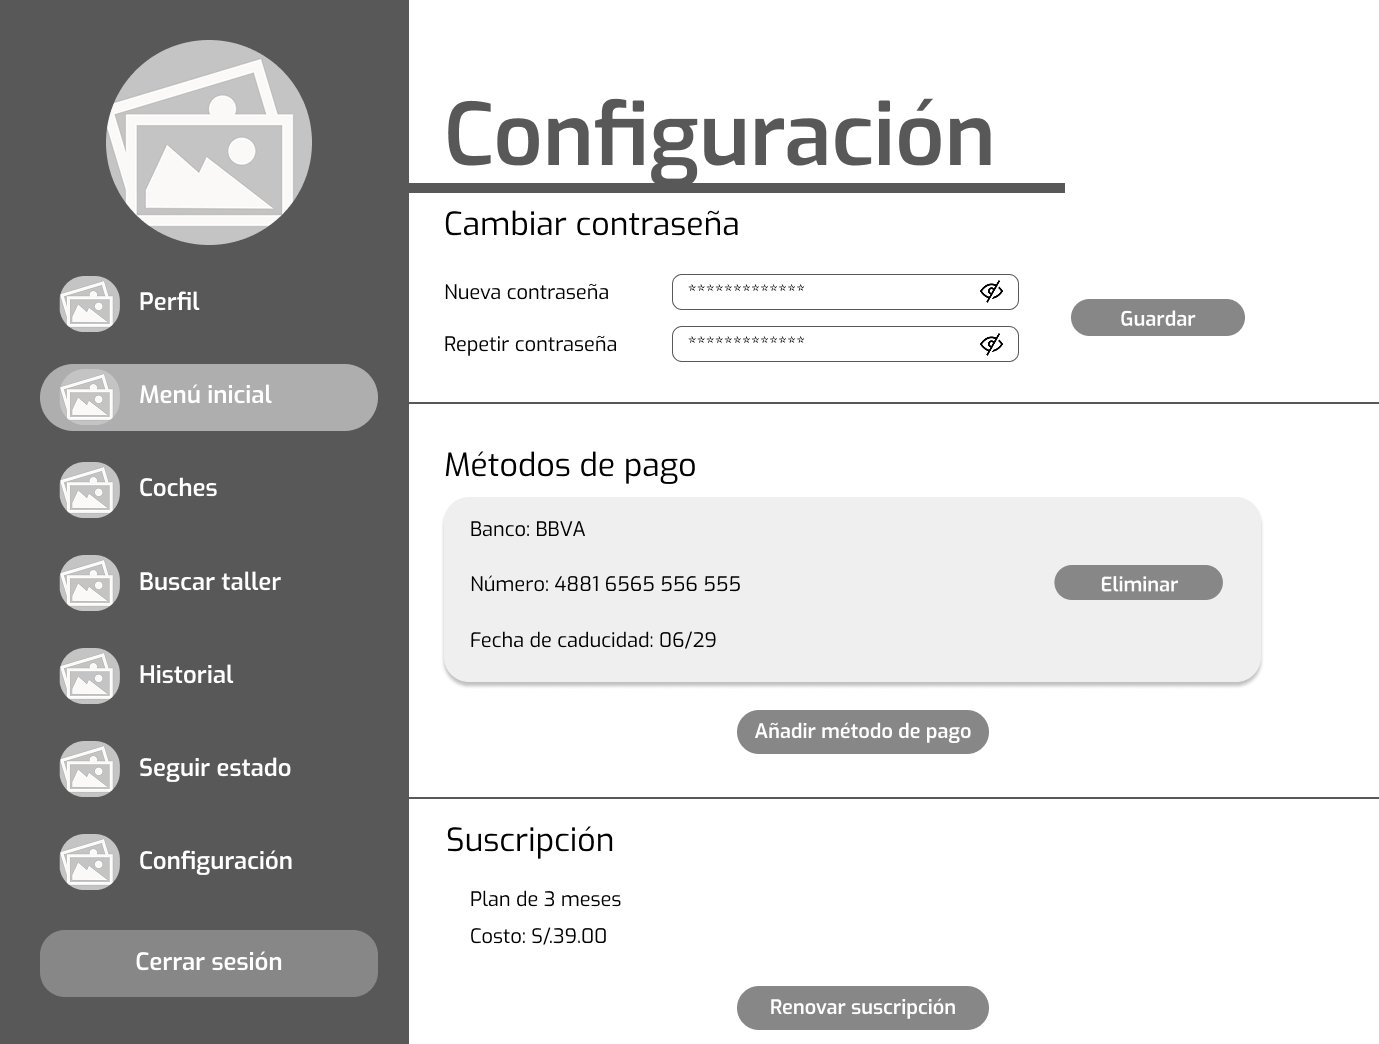 Perfil
Menú inicial
Coches
Buscar taller
Historial
Seguir estado
Configuración
Cerrar sesión
Configuración
Cambiar contraseña
Nueva contraseña *************
Repetir contraseña *************
Guardar
Métodos de pago
Banco: BBVA
Número: 4881 6565 556 555
Eliminar
Fecha de caducidad: 06/29
Añadir método de pago
Suscripción
Plan de 3 meses
Costo: S/.39.00
Renovar suscripción